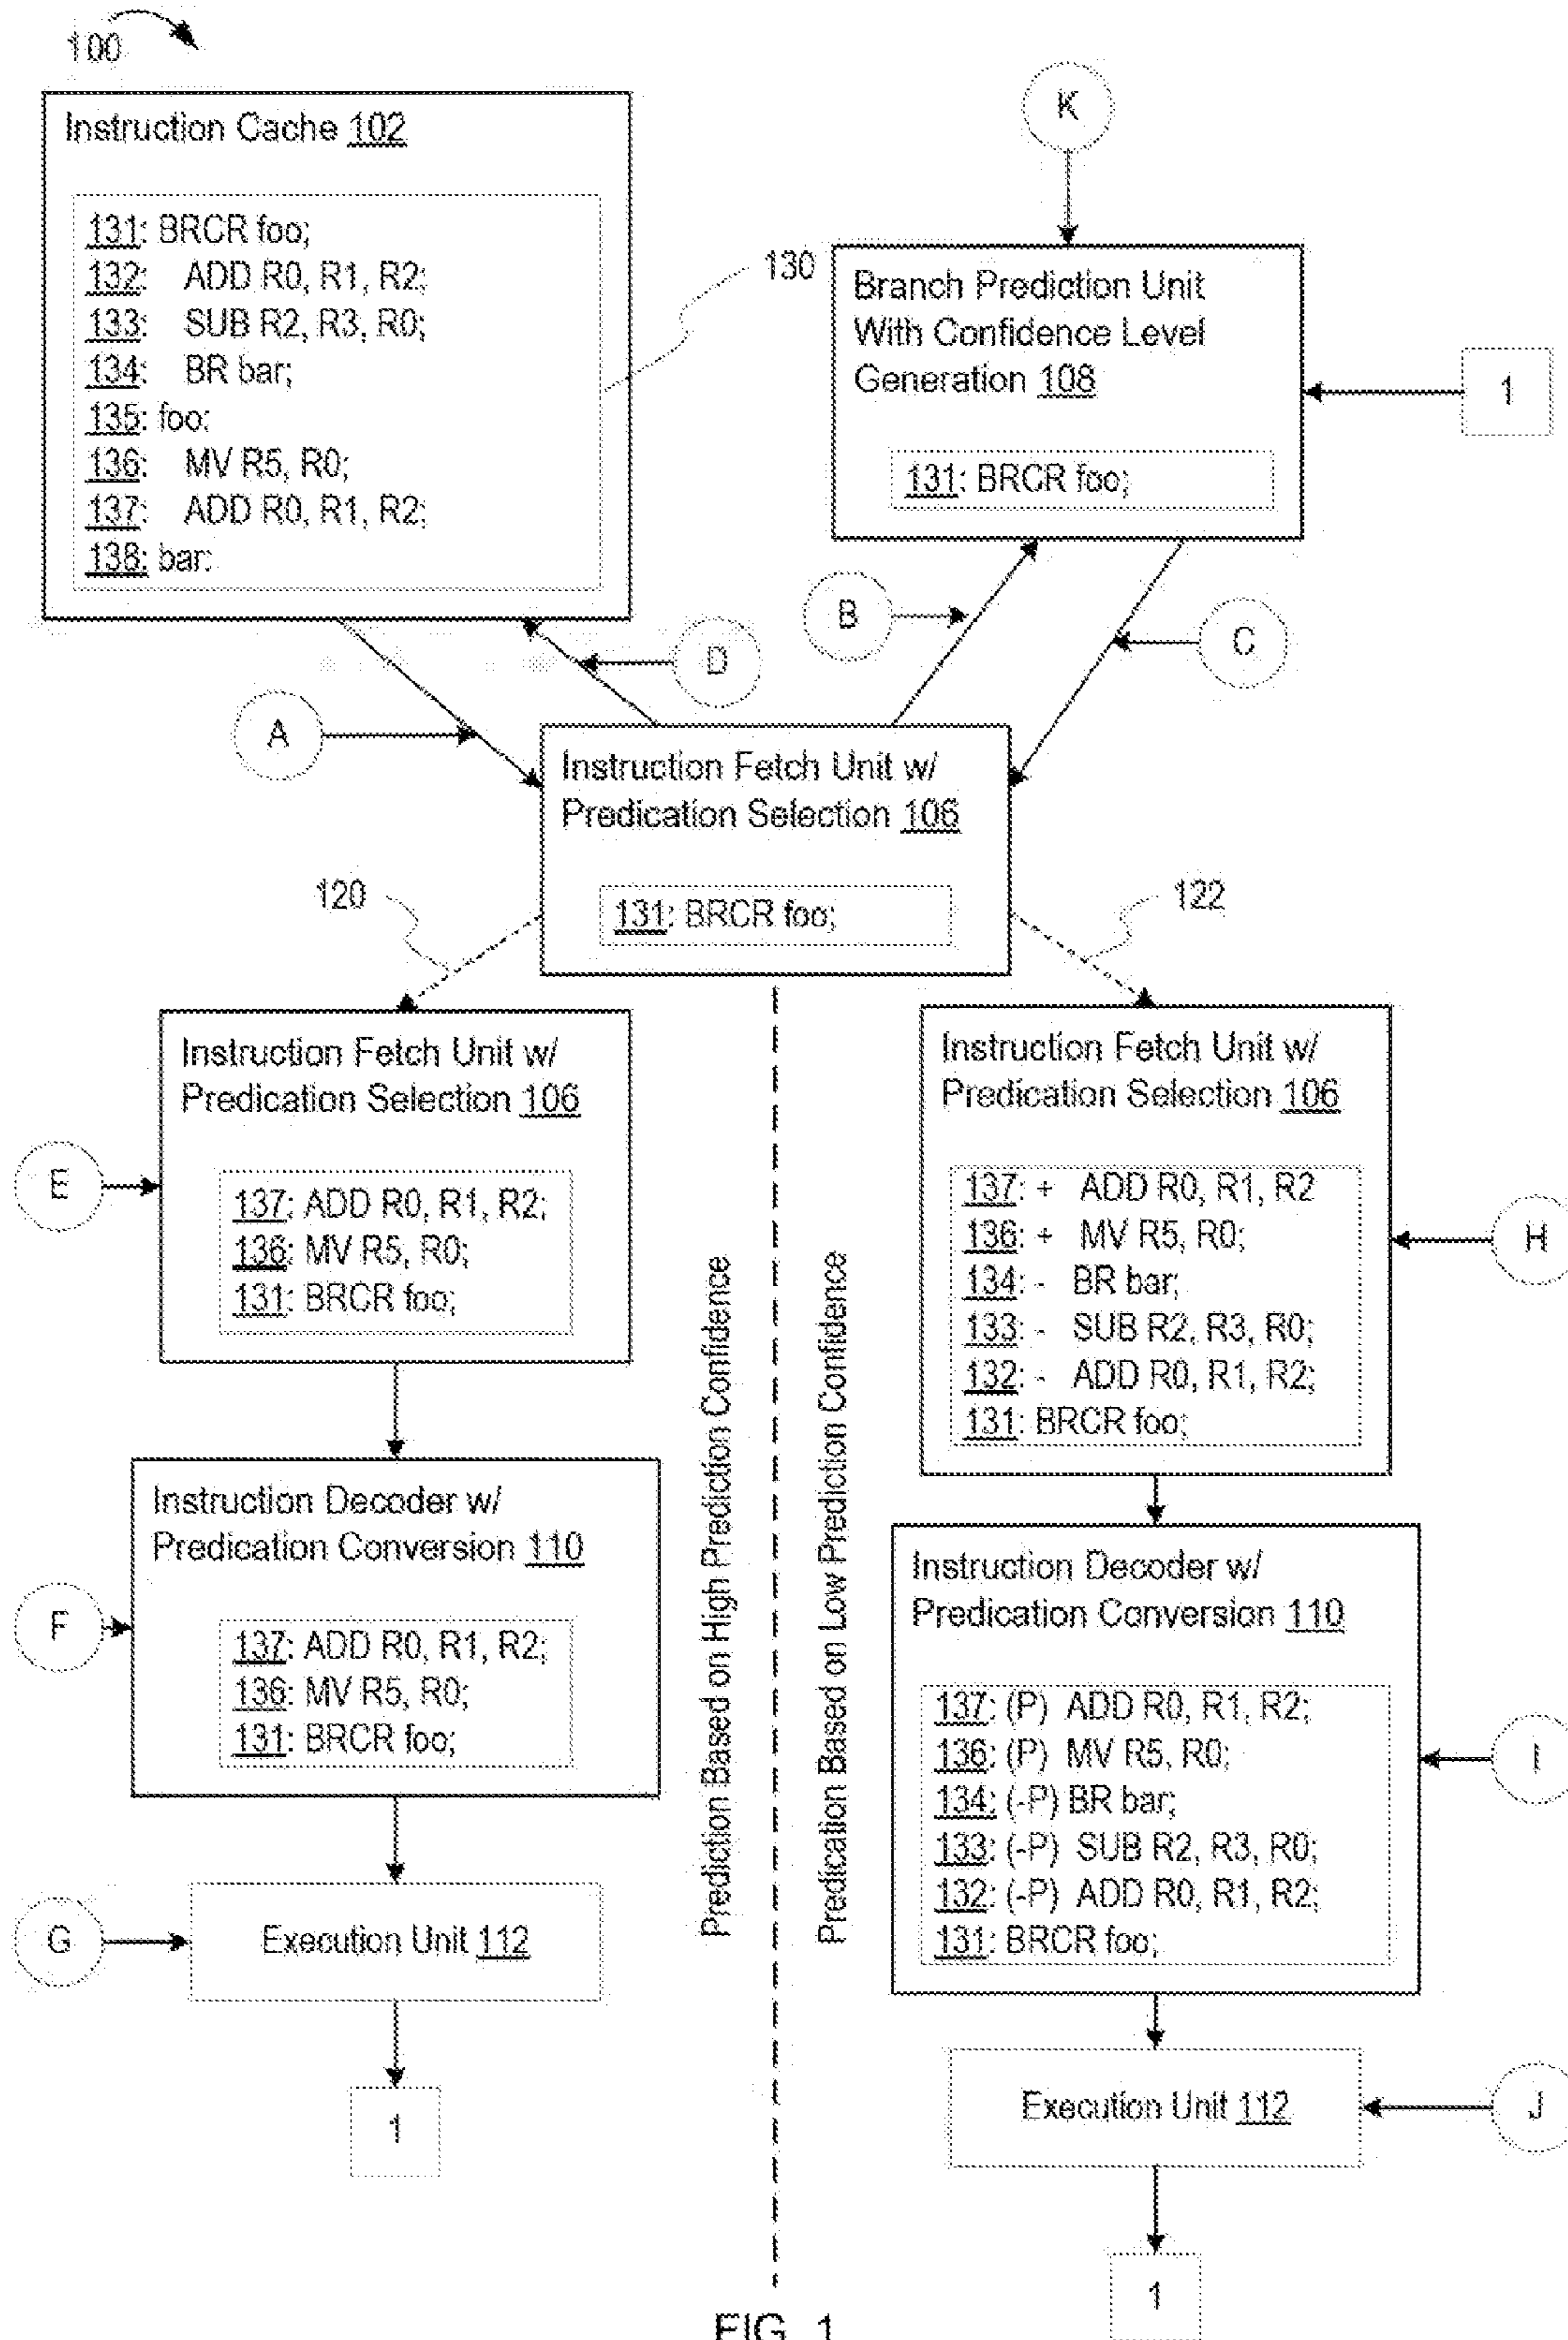 100
Instruction Cache 102
131: BRCR foo;
132: ADD R0, R1, R2;
133: SUB R2, R3, R0;
134: BR bar;
135: foo:
136: MV R5, R0;
137: ADD R0, R1, R2;
138: bar:
130
K
Branch Prediction Unit
With Confidence Level
Generation 108
131: BRCR foo;
1
B
C
D
A
Instruction Fetch Unit w/
Predication Selection 106
131: BRCR foo;
120
122
Instruction Fetch Unit w/
Predication Selection 106
137: ADD R0, R1, R2;
136: MV R5, R0;
131: BRCR foo;
E
Instruction Decoder w/
Predication Conversion 110
137: ADD R0, R1, R2;
136: MV R5, R0;
131: BRCR foo;
F
Execution Unit 112
G
1
Prediction Based on High Prediction Confidence
Predication Based on Low Prediction Confidence
Instruction Fetch Unit w/
Predication Selection 106
137: + ADD R0, R1, R2
136: + MV R5, R0;
134: - BR bar;
133: - SUB R2, R3, R0;
132: - ADD R0, R1, R2;
131: BRCR foo;
H
Instruction Decoder w/
Predication Conversion 110
137: (P) ADD R0, R1, R2;
136: (P) MV R5, R0;
134: (-P) BR bar;
133: (-P) SUB R2, R3, R0;
132: (-P) ADD R0, R1, R2;
131: BRCR foo;
I
Execution Unit 112
J
1
FIG. 1